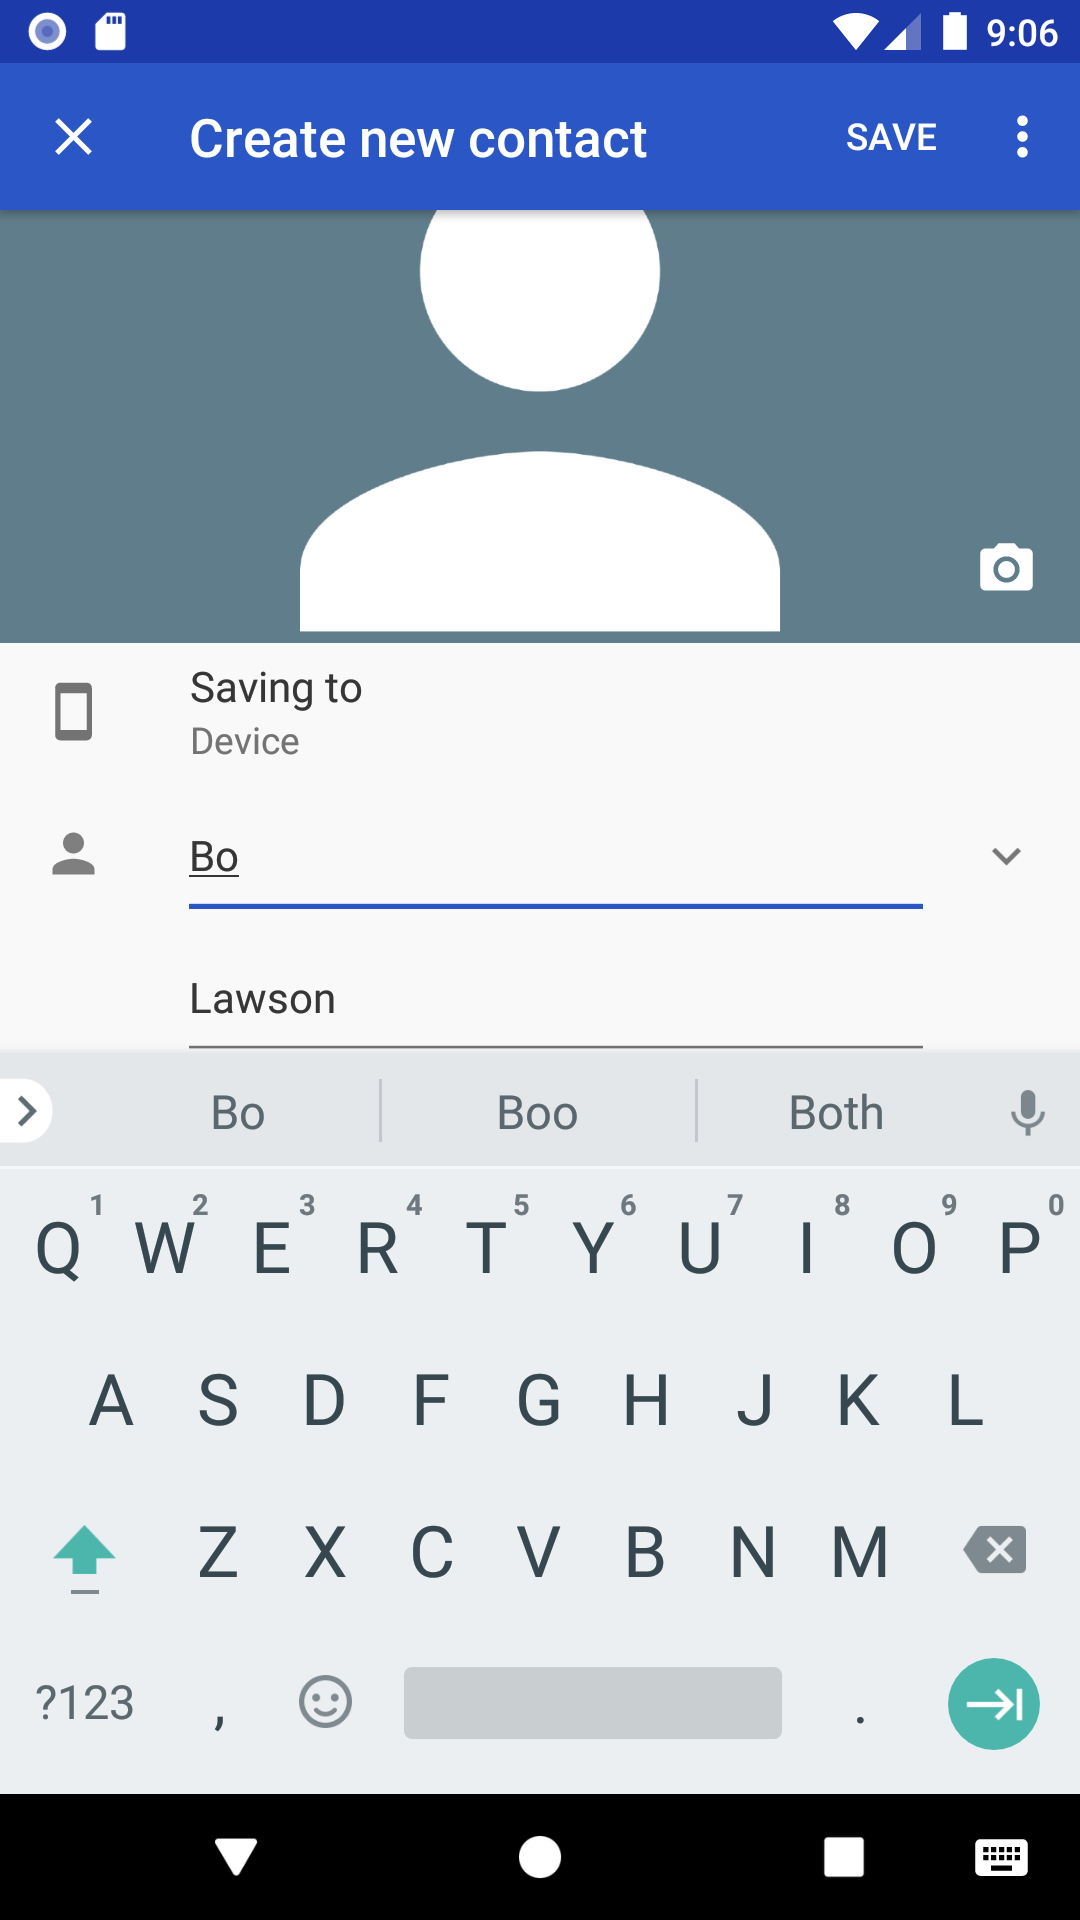 9:06
Create new contact SAVE
Saving to
Device
Bo
Lawson
Bo Boo Both
1 2 3 4 5 6 7 8 9 0
Q W E R T Y U I O P
A S D F G H J K L
Z X C V B N M
?123 , .